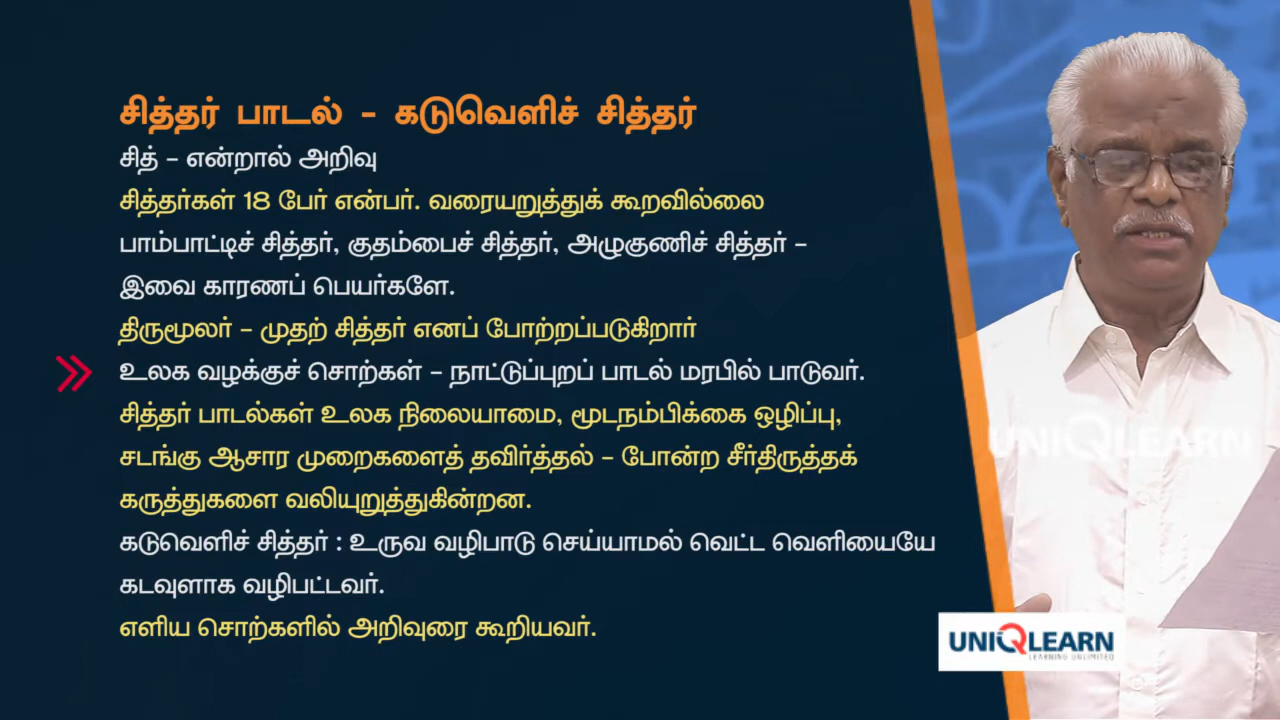 சித்தர் பாடல் - கடுவெளிச் சித்தர்
சித் – என்றால் அறிவு
சித்தர்கள் 18 பேர் என்பர். வரையறுத்துக் கூறவில்லை
பாம்பாட்டிச் சித்தர், குதம்பைச் சித்தர், அழுகுணிச் சித்தர் –
இவை காரணப் பெயர்களே.
திருமூலர் – முதற் சித்தர் எனப் போற்றப்படுகிறார்
உலக வழக்குச் சொற்கள் – நாட்டுப்புறப் பாடல் மரபில் பாடுவர்.
சித்தர் பாடல்கள் உலக நிலையாமை, மூடநம்பிக்கை ஒழிப்பு,
சடங்கு ஆசார முறைகளைத் தவிர்த்தல் – போன்ற சீர்திருத்தக்
கருத்துகளை வலியுறுத்துகின்றன.
கடுவெளிச் சித்தர் : உருவ வழிபாடு செய்யாமல் வெட்ட வெளியையே
கடவுளாக வழிபட்டவர்.
எளிய சொற்களில் அறிவுரை கூறியவர்.
UNIQLEARN
UNIQLEARN
LEARNING UNLIMITED